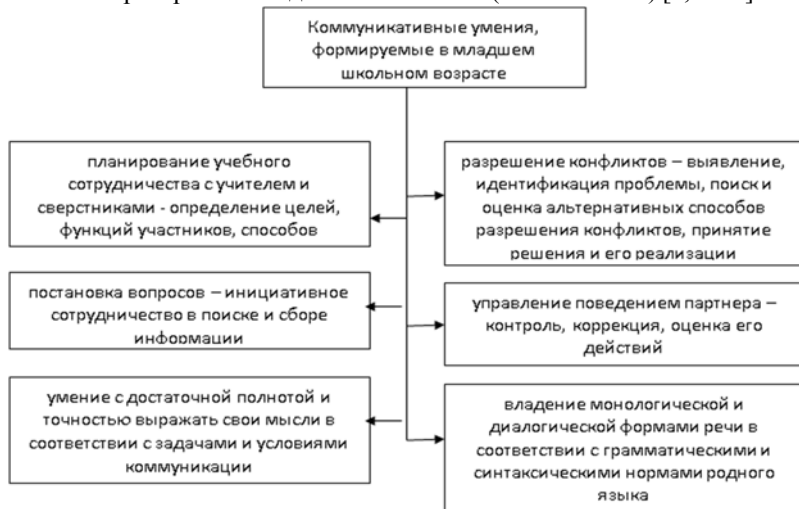 Коммуникативные умения,
формируемые в младшем
школьном возрасте
планирование учебного
сотрудничества с учителем и
сверстниками - определение целей,
функций участников, способов
постановка вопросов – инициативное
сотрудничество в поиске и сборе
информации
умение с достаточной полнотой и
точностью выражать свои мысли в
соответствии с задачами и условиями
коммуникации
разрешение конфликтов – выявление,
идентификация проблемы, поиск и
оценка альтернативных способов
разрешения конфликтов, принятие
решения и его реализации
управление поведением партнера –
контроль, коррекция, оценка его
действий
владение монологической и
диалогической формами речи в
соответствии с грамматическими и
синтаксическими нормами родного
языка